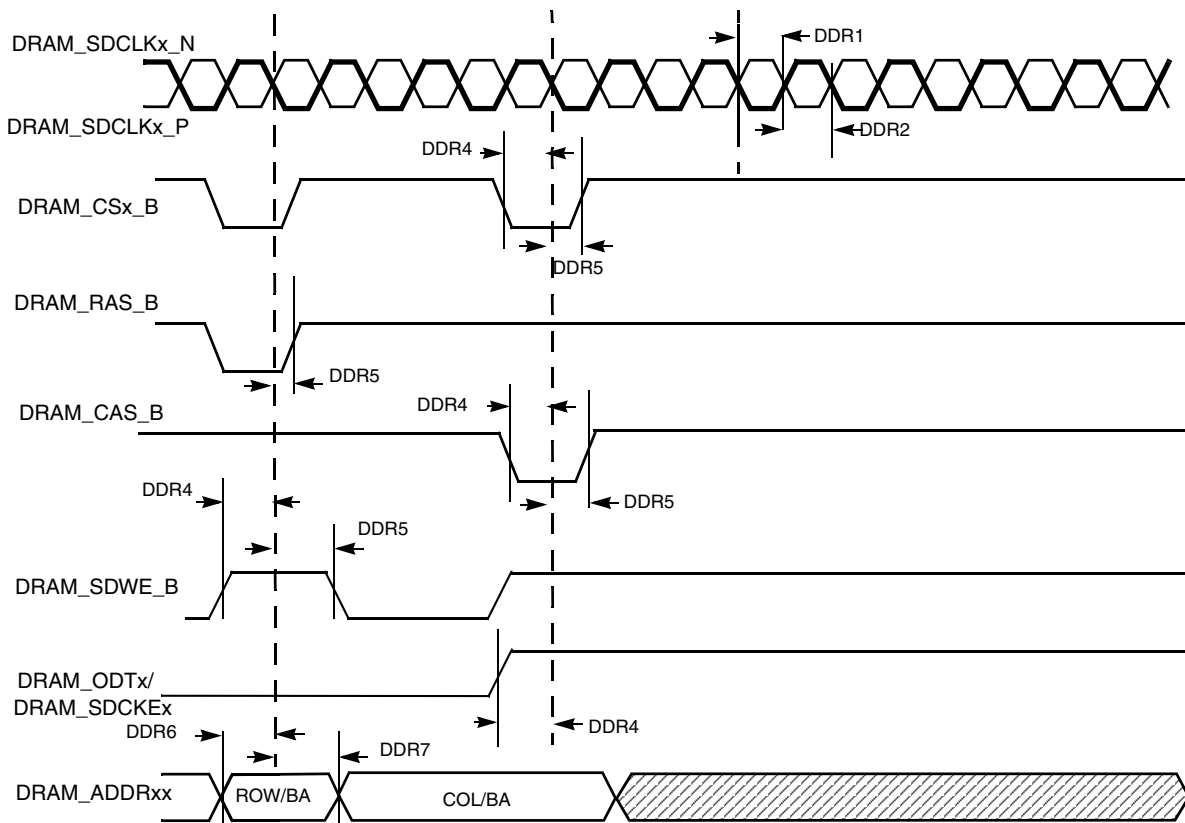 DRAM_SDCLKx_N
DDR1
DRAM_SDCLKx_P
DDR2
DDR4
DRAM_CSx_B
DDR5
DRAM_RAS_B
DDR5
DDR4
DRAM_CAS_B
DDR4
DDR5
DDR5
DRAM_SDWE_B
DRAM_ODTx/
DRAM_SDCKEx
DDR4
DDR6
DDR7
DRAM_ADDRxx
ROW/BA
COL/BA